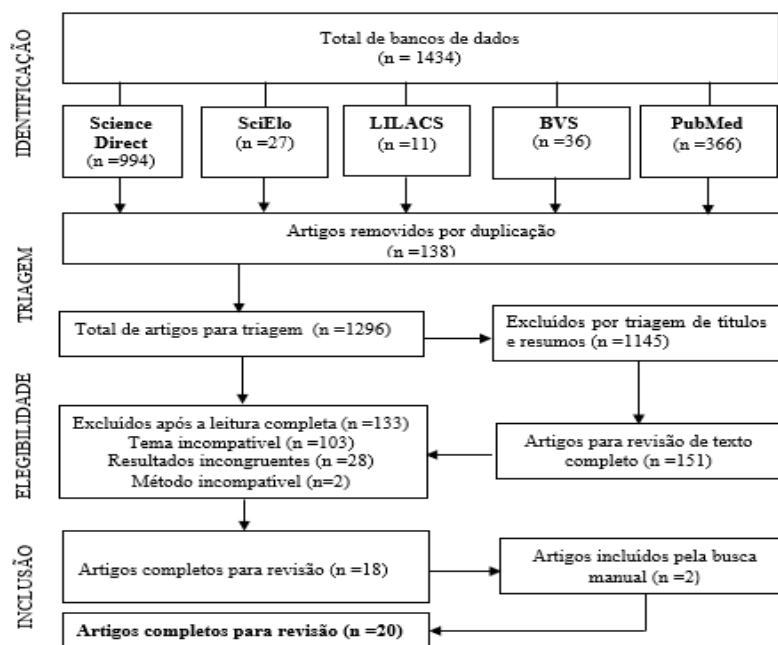 IDENTIFICAÇÃO
Total de bancos de dados
(n = 1434)
Science
Direct
(n =994)
SciElo
(n =27)
LILACS
(n =11)
BVS
(n =36)
PubMed
(n =366)
Artigos removidos por duplicação
(n =138)
TRIAGEM
Total de artigos para triagem (n =1296)
Excluídos por triagem de títulos
e resumos (n =1145)
ELEGIBILIDADE
Excluídos após a leitura completa (n =133)
Tema incompatível (n =103)
Resultados incongruentes (n =28)
Método incompatível (n=2)
Artigos para revisão de texto
completo (n =151)
INCLUSÃO
Artigos completos para revisão (n =18)
Artigos incluídos pela busca
manual (n =2)
Artigos completos para revisão (n =20)